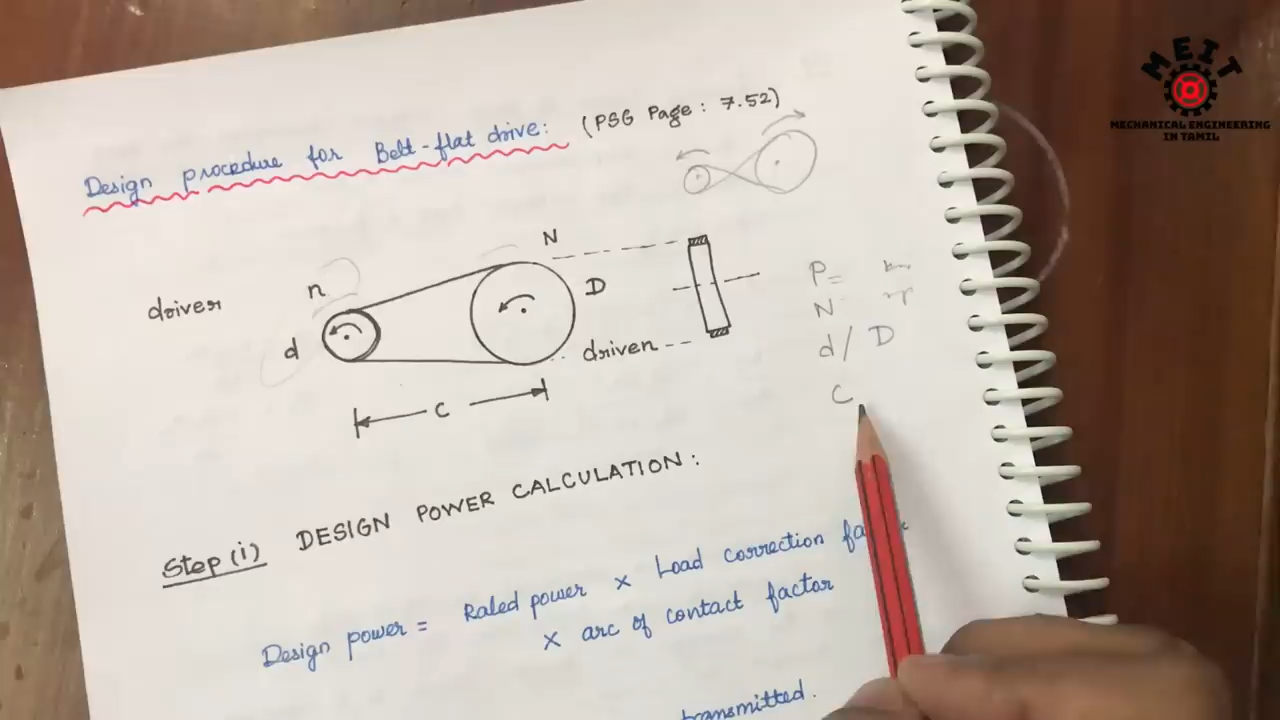 MEIT
MECHANICAL ENGINEERING
IN TAMIL
Design procedure for Belt-flat drive: (PSG Page: 7.52)
N
n
D
driver
d
driven
C
P=
N
d/D
C
Step (i) DESIGN POWER CALCULATION:
Design power = Rated power x Load correction
x arc of contact factor
transmitted.